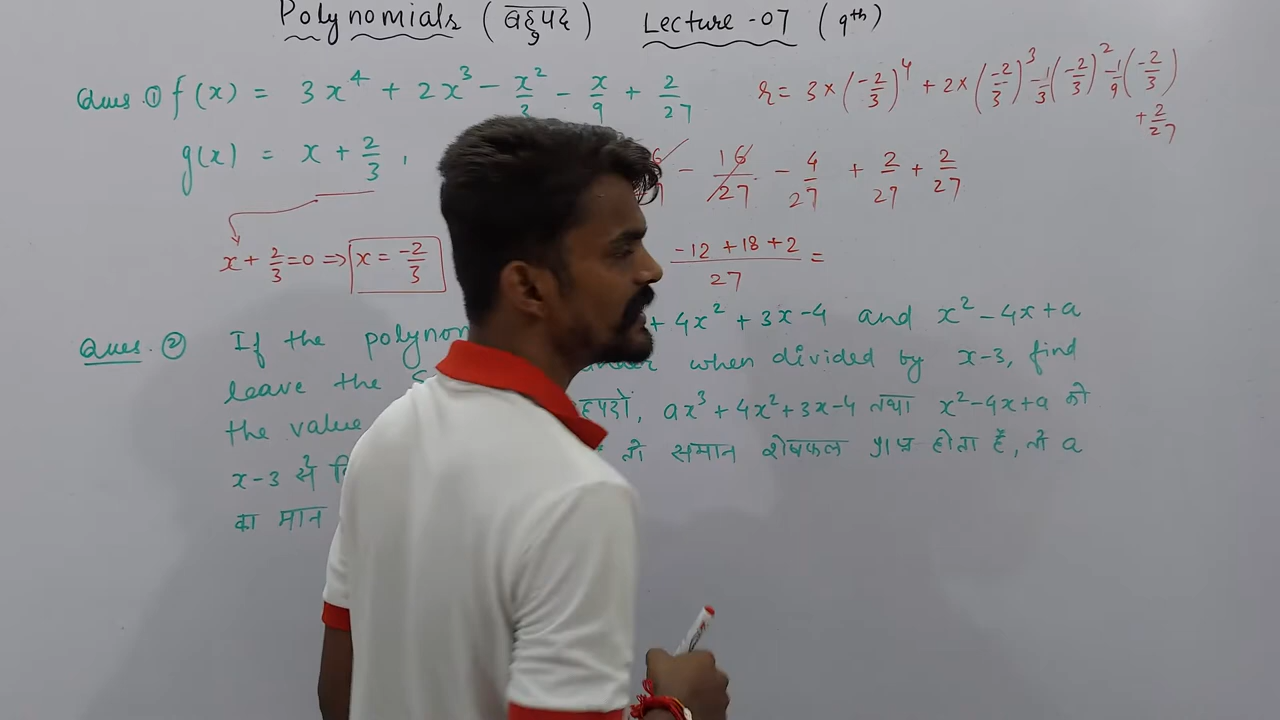 Polynomials (बहुपद) Lecture -07 (9th)
Ques. ① f(x) = 3x⁴ + 2x³ - x²/3 - x/9 + 2/27
r = 3×(-2/3)⁴ + 2×(-2/3)³ - 1/3(-2/3)² - 1/9(-2/3)
+ 2/27
g(x) = x + 2/3,
- 16/27 - 4/27 + 2/27 + 2/27
x + 2/3 = 0 ⇒ x = -2/3
-12 + 18 + 2 / 27 =
Ques. ② If the + 4x² + 3x - 4 and x² - 4x + a
leave the when divided by x-3, find
the value ax³ + 4x² + 3x - 4 तथा x² - 4x + a को
x-3 से तो समान शेषफल प्राप्त होता है, तो a
का मान